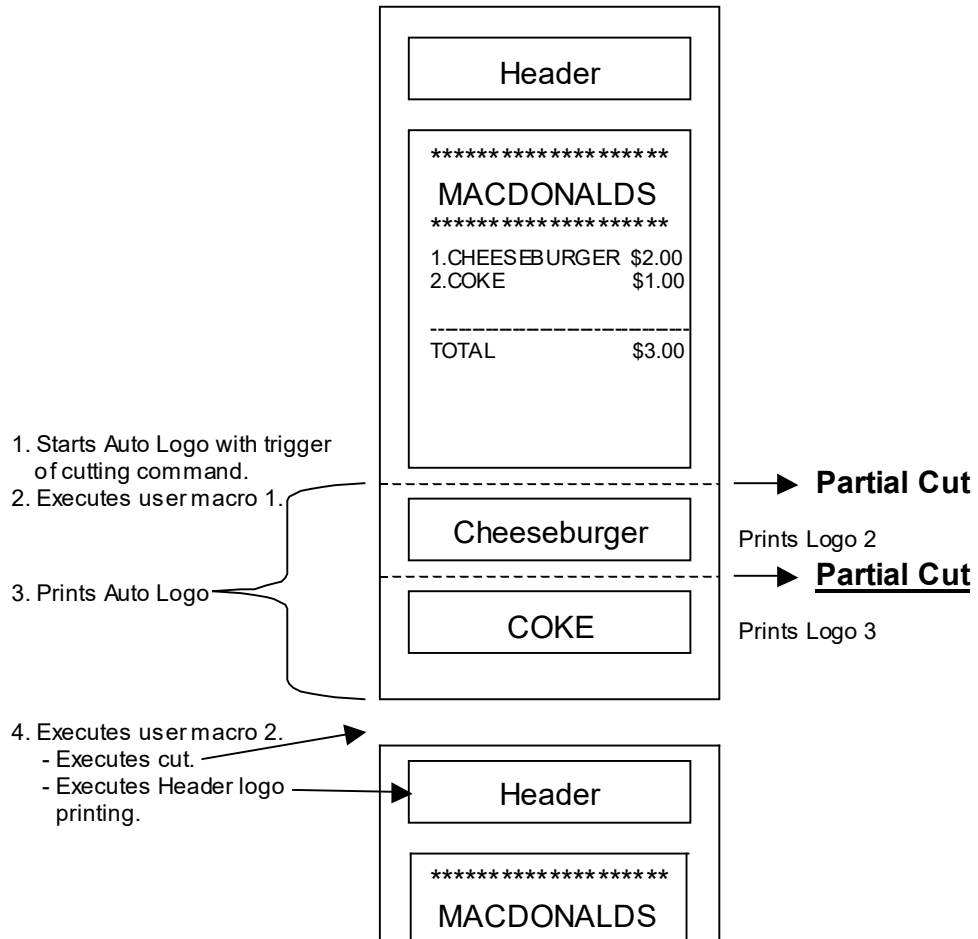 Header
********************
MACDONALDS
********************
1.CHEESEBURGER $2.00
2.COKE $1.00
--------------------------------------
TOTAL $3.00
1. Starts Auto Logo with trigger
of cutting command.
2. Executes user macro 1.
Partial Cut
Cheeseburger
Prints Logo 2
3. Prints Auto Logo
Partial Cut
COKE
Prints Logo 3
4. Executes user macro 2.
- Executes cut.
- Executes Header logo
printing.
Header
********************
MACDONALDS